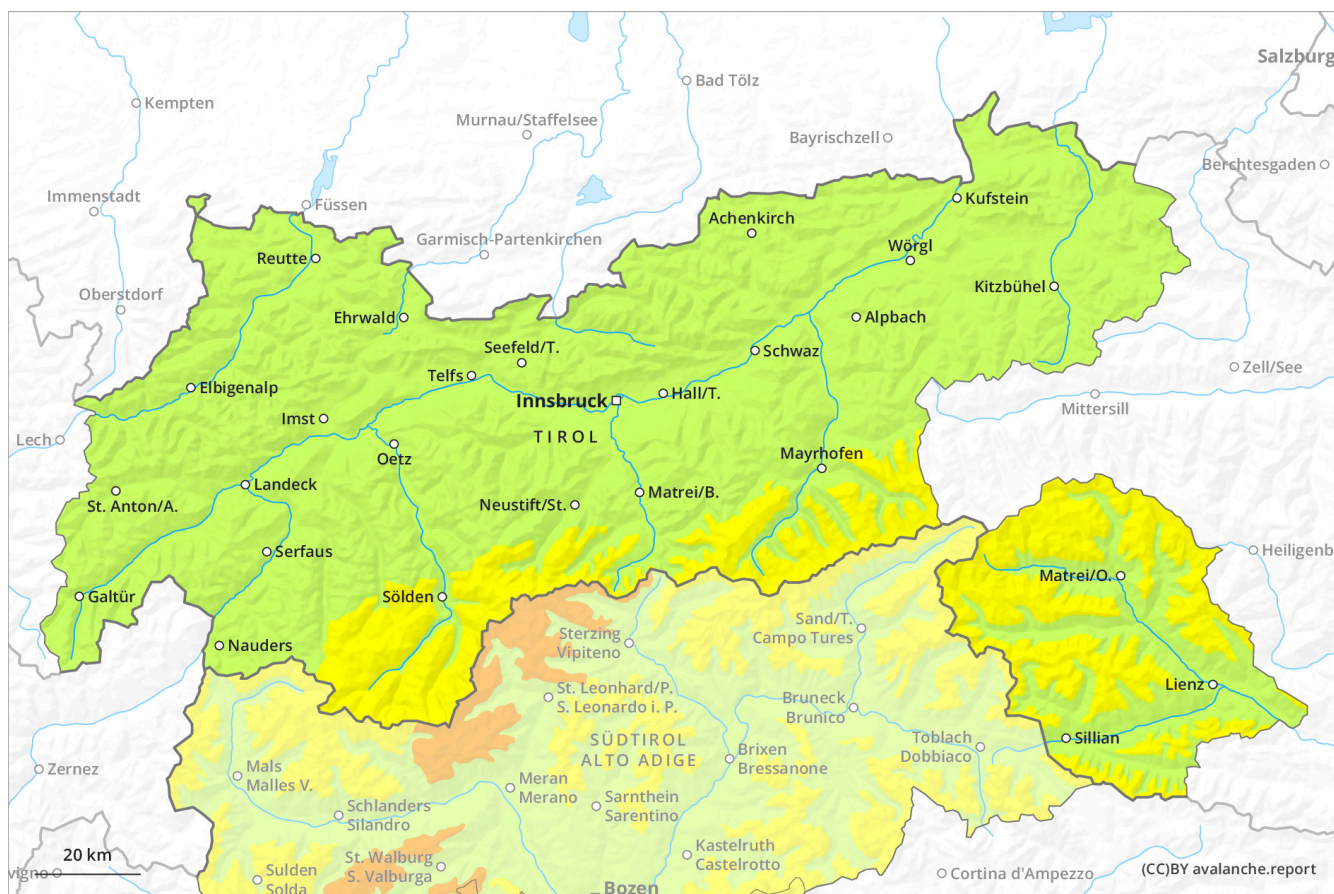 Salzburg
Bad Tölz
Kempten
Murnau/Staffelsee
Bayrischzell
Berchtesgaden
Immenstadt
Füssen
Kufstein
Achenkirch
Garmisch-Partenkirchen
Wörgl
Reutte
Kitzbühel
Oberstdorf
Ehrwald
Alpbach
Seefeld/T.
Schwaz
Zell/See
Telfs
Elbigenalp
Hall/T.
Innsbruck
Mittersill
Imst
Lech
TIROL
Oetz
Mayrhofen
Landeck
Matrei/B.
St. Anton/A.
Neustift/St.
Serfaus
Heiligenb
Matrei/O.
Galtür
Sölden
Sand/T.
Campo Tures
Sterzing
Vipiteno
Nauders
Lienz
St. Leonhard/P.
S. Leonardo i. P.
Bruneck
Brunico
SÜDTIROL
ALTO ADIGE
Toblach
Dobbiaco
Sillian
Brixen
Bressanone
Zernez
Mals
Malles V.
Meran
Merano
Sarnthein
Sarentino
Schlanders
Silandro
Kastelruth
Castelrotto
20 km
St. Walburg
S. Valburga
vigno
Sulden
Solda
Cortina d'Ampezzo
(CC)BY avalanche.report
Bozen